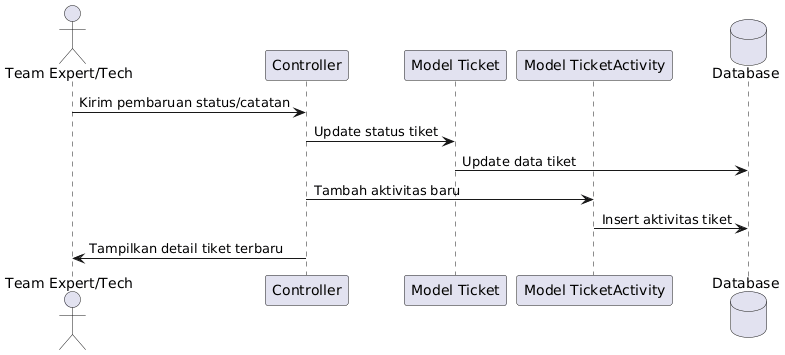 Team Expert/Tech
Controller
Model Ticket
Model TicketActivity
Database
Kirim pembaruan status/catatan
Update status tiket
Update data tiket
Tambah aktivitas baru
Insert aktivitas tiket
Tampilkan detail tiket terbaru
Team Expert/Tech
Controller
Model Ticket
Model TicketActivity
Database